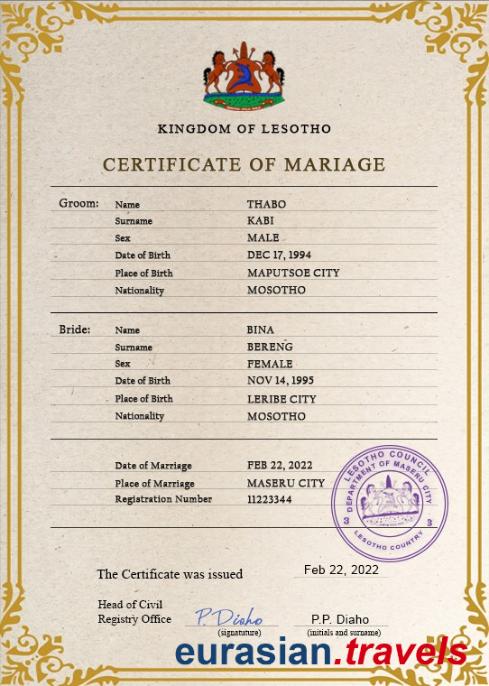 KINGDOM OF LESOTHO
CERTIFICATE OF MARIAGE
Groom: Name THABO
Surname KABI
Sex MALE
Date of Birth DEC 17, 1994
Place of Birth MAPUTSOE CITY
Nationality MOSOTHO
Bride: Name BINA
Surname BERENG
Sex FEMALE
Date of Birth NOV 14, 1995
Place of Birth LERIBE CITY
Nationality MOSOTHO
Date of Marriage FEB 22, 2022
Place of Marriage MASERU CITY
Registration Number 11223344
LESOTHO COUNCIL
DEPARTMENT OF MASERU CITY
3 3
LESOTHO COUNTRY
The Certificate was issued Feb 22, 2022
Head of Civil
Registry Office P.Diaho P.P. Diaho
(signatature) (initials and surname)
eurasian.travels